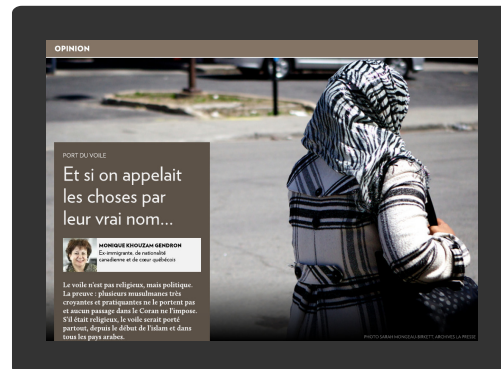 OPINION
PORT DU VOILE
Et si on appelait
les choses par
leur vrai nom...
MONIQUE KHOUZAM GENDRON
Ex-immigrante, de nationalité
canadienne et de cœur québécois
Le voile n'est pas religieux, mais politique.
La preuve : plusieurs musulmanes très
croyantes et pratiquantes ne le portent pas
et aucun passage dans le Coran ne l'impose.
S'il était religieux, le voile serait porté
partout, depuis le début de l'islam et dans
tous les pays arabes.
PHOTO SARAH MONGEAU-BIRKETT, ARCHIVES LA PRESSE